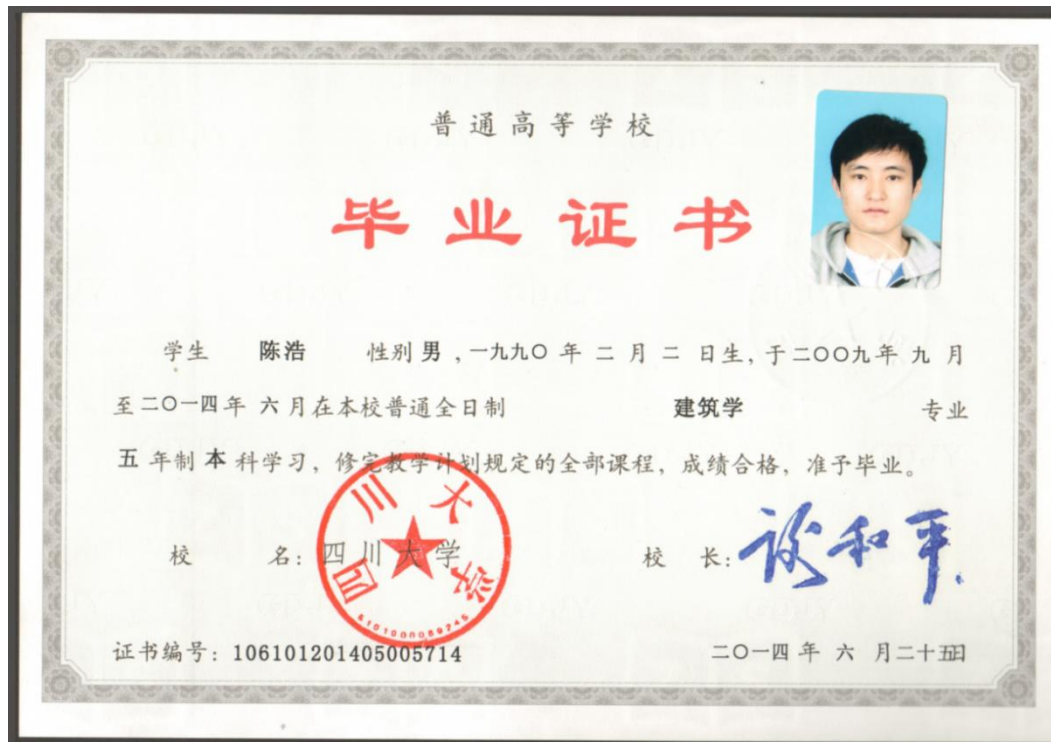 普通高等学校
毕业证书
学生 陈浩 性别 男 ,一九九〇 年 二 月 二 日生, 于二〇〇九年 九 月
至二〇一四年 六 月在本校普通全日制 建筑学 专业
五 年制 本 科学习, 修完教学计划规定的全部课程, 成绩合格, 准予毕业。
校 名: 四川大学 校 长: 谢和平
四川大学
5101000069745
证书编号: 106101201405005714 二〇一四 年 六 月二十五日